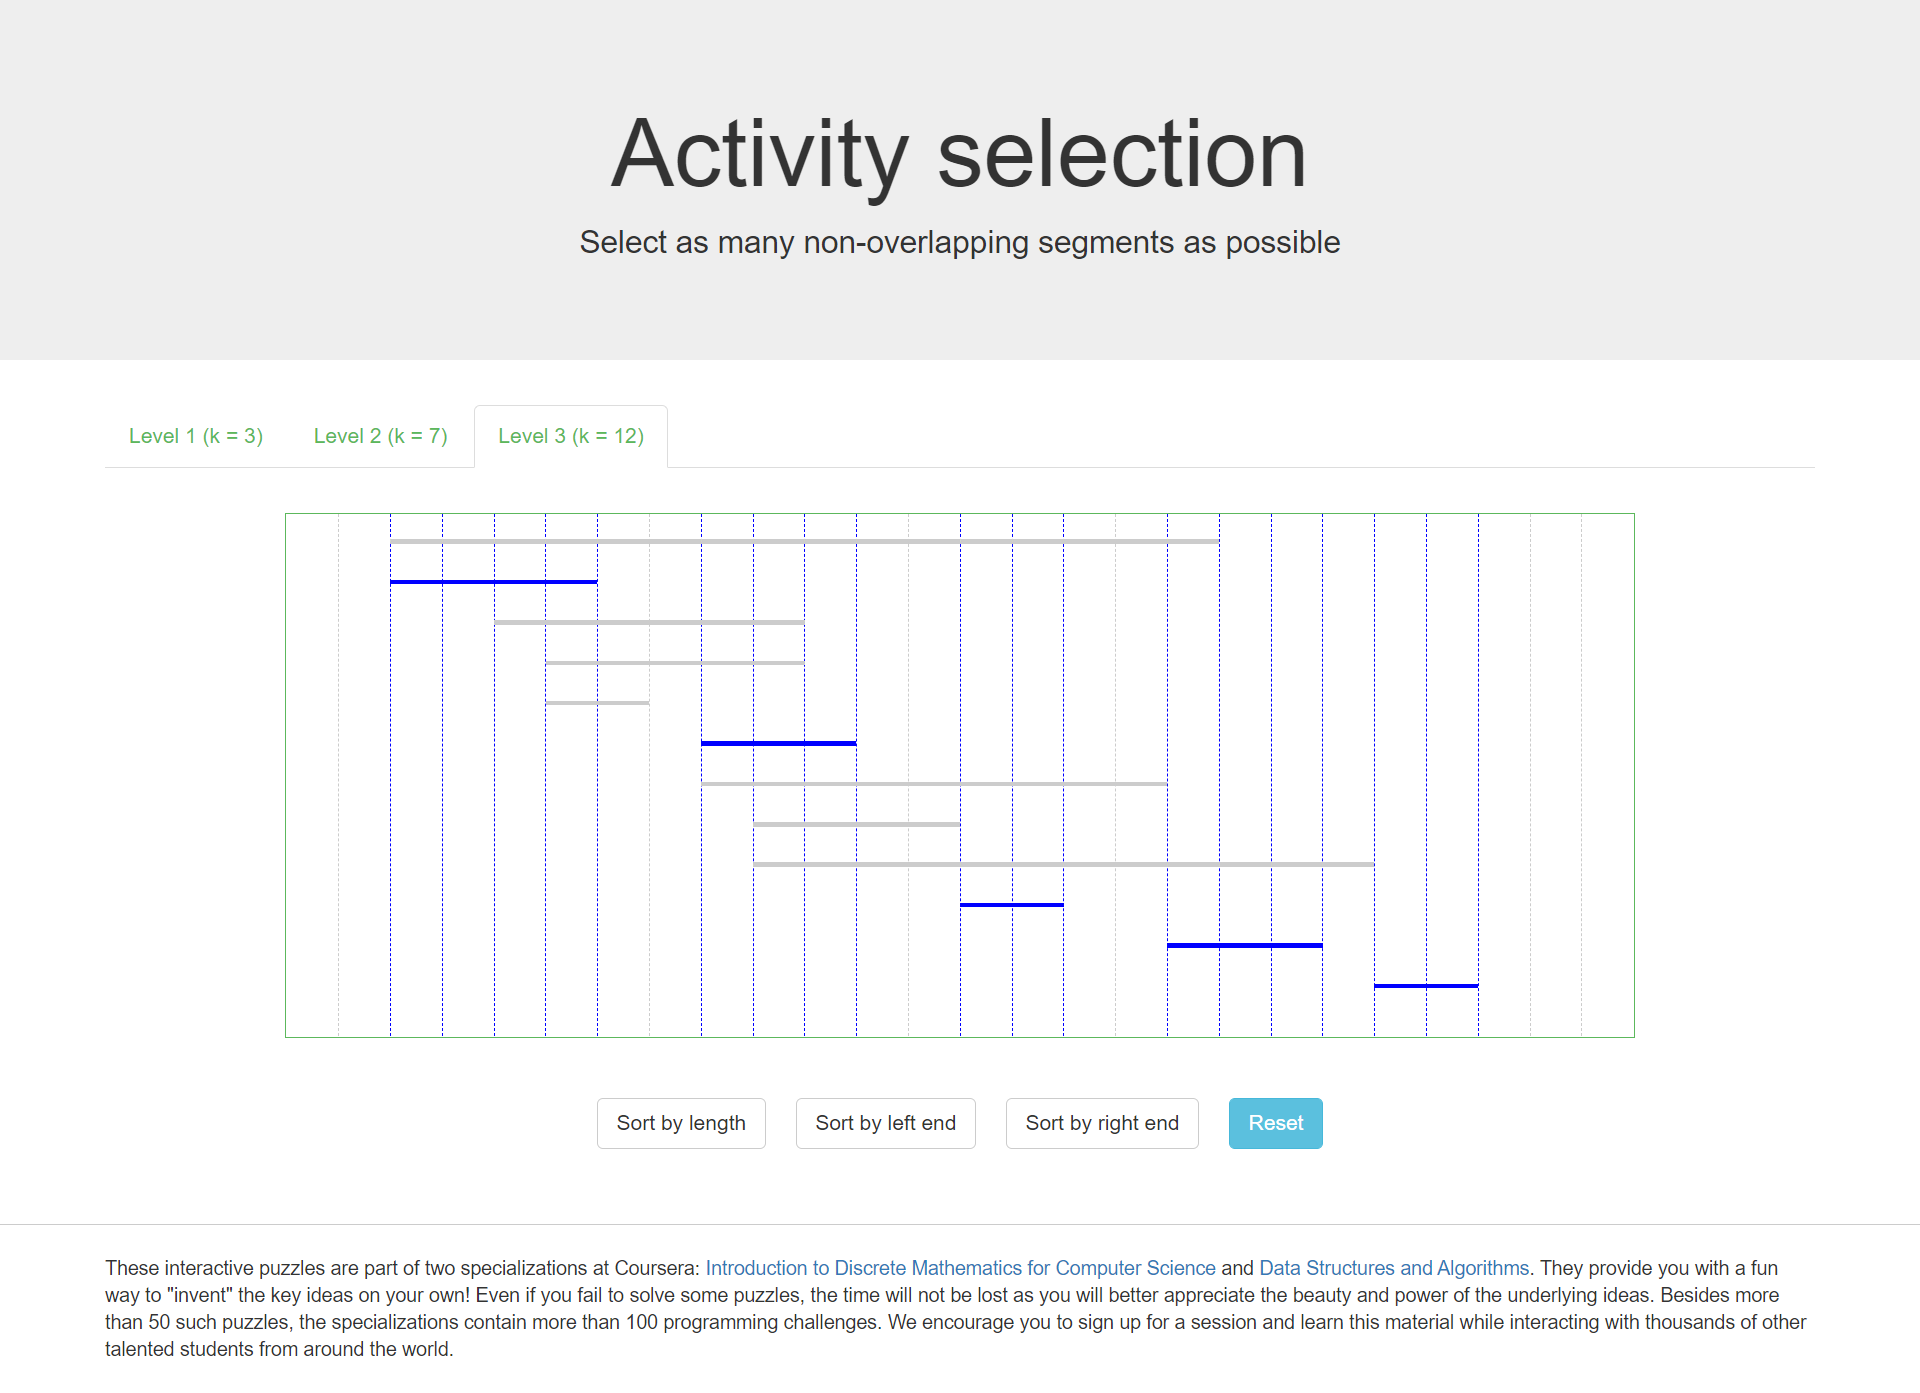 Activity selection
Select as many non-overlapping segments as possible
Level 1 (k = 3) Level 2 (k = 7) Level 3 (k = 12)
Sort by length Sort by left end Sort by right end Reset
These interactive puzzles are part of two specializations at Coursera: Introduction to Discrete Mathematics for Computer Science and Data Structures and Algorithms. They provide you with a fun
way to "invent" the key ideas on your own! Even if you fail to solve some puzzles, the time will not be lost as you will better appreciate the beauty and power of the underlying ideas. Besides more
than 50 such puzzles, the specializations contain more than 100 programming challenges. We encourage you to sign up for a session and learn this material while interacting with thousands of other
talented students from around the world.